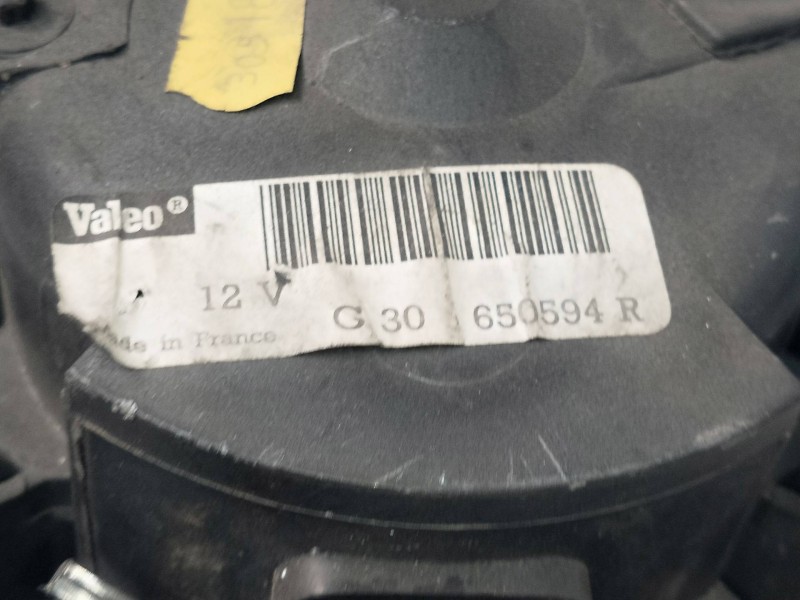 Valeo®
12 V
G 30 650594 R
Made in France